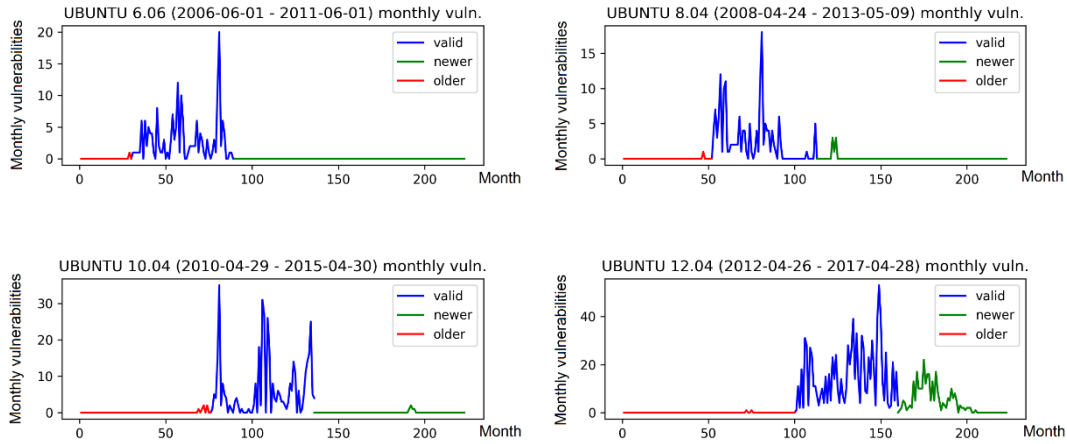 UBUNTU 6.06 (2006-06-01 - 2011-06-01) monthly vuln.
Monthly vulnerabilities
20
15
10
5
0
valid
newer
older
0 50 100 150 200
Month
UBUNTU 8.04 (2008-04-24 - 2013-05-09) monthly vuln.
Monthly vulnerabilities
15
10
5
0
valid
newer
older
0 50 100 150 200
Month
UBUNTU 10.04 (2010-04-29 - 2015-04-30) monthly vuln.
Monthly vulnerabilities
30
20
10
0
valid
newer
older
0 50 100 150 200
Month
UBUNTU 12.04 (2012-04-26 - 2017-04-28) monthly vuln.
Monthly vulnerabilities
40
20
0
valid
newer
older
0 50 100 150 200
Month